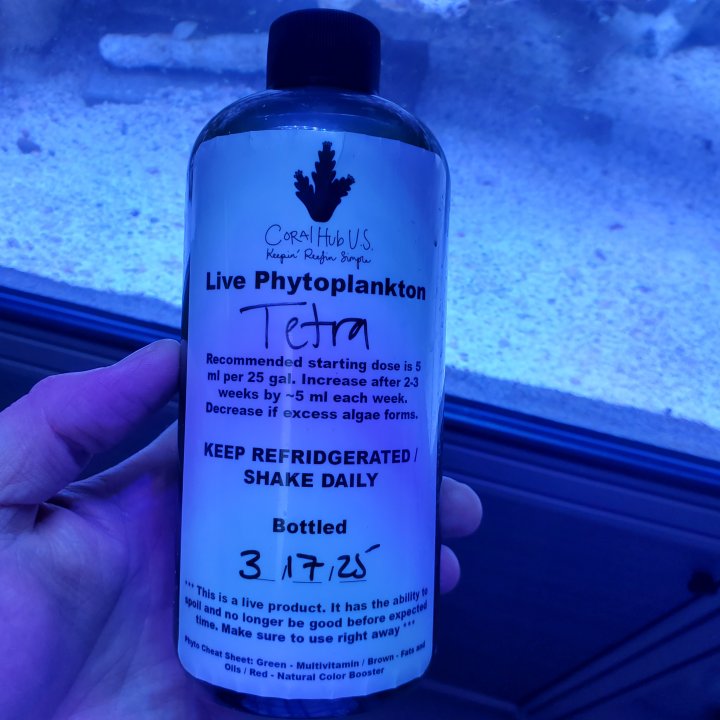 Coral Hub U.S.
Keepin' Reefin Simple
Live Phytoplankton
Tetra
Recommended starting dose is 5
ml per 25 gal. Increase after 2-3
weeks by ~5 ml each week.
Decrease if excess algae forms.
KEEP REFRIDGERATED /
SHAKE DAILY
Bottled
3/17/25
*** This is a live product. It has the ability to
spoil and no longer be good before expected
time. Make sure to use right away ***
Phyto Cheat Sheet: Green - Multivitamin / Brown - Fats and
Oils / Red - Natural Color Booster